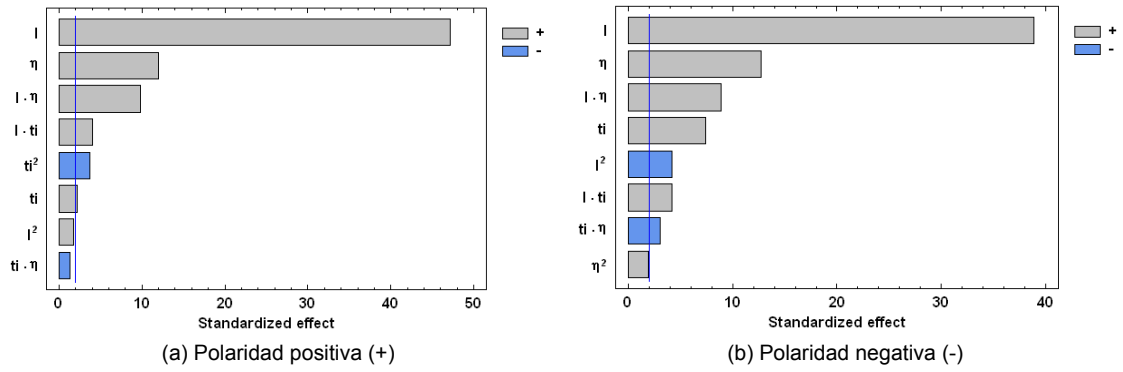 I
η
I · η
I · ti
ti²
ti
I²
ti · η
0 10 20 30 40 50
Standardized effect
+
-
(a) Polaridad positiva (+)
I
η
I · η
ti
I²
I · ti
ti · η
η²
0 10 20 30 40
Standardized effect
+
-
(b) Polaridad negativa (-)